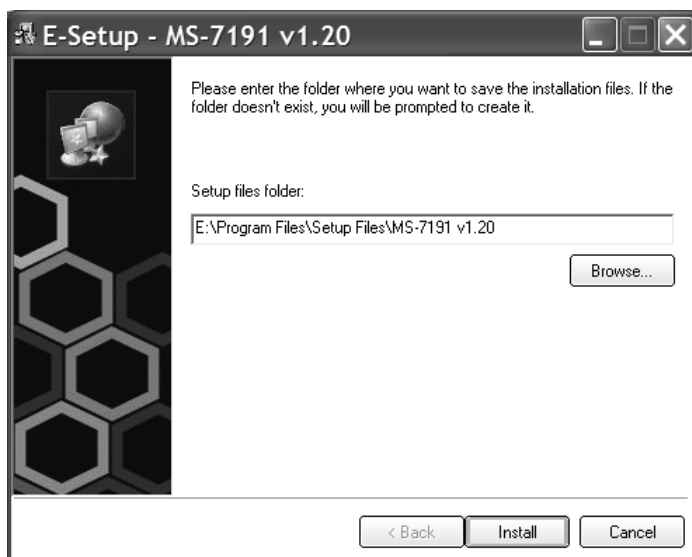 E-Setup - MS-7191 v1.20
Please enter the folder where you want to save the installation files. If the
folder doesn't exist, you will be prompted to create it.
Setup files folder:
E:\Program Files\Setup Files\MS-7191 v1.20
Browse...
< Back
Install
Cancel